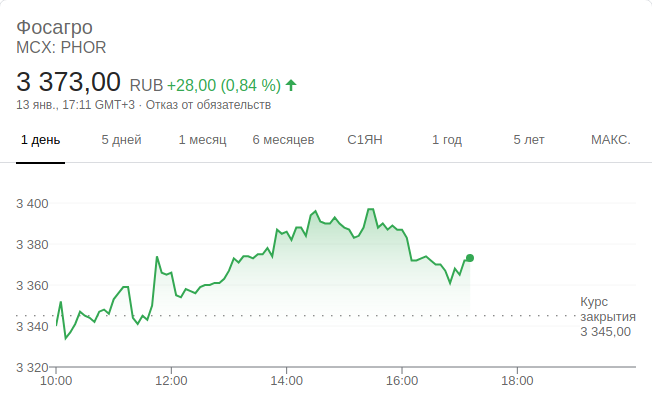 Фосагро
MCX: PHOR
3 373,00 RUB +28,00 (0,84 %)
13 янв., 17:11 GMT+3 · Отказ от обязательств
1 день 5 дней 1 месяц 6 месяцев С1ЯН 1 год 5 лет МАКС.
3 400
3 380
3 360
3 340
3 320
Курс
закрытия
3 345,00
10:00 12:00 14:00 16:00 18:00